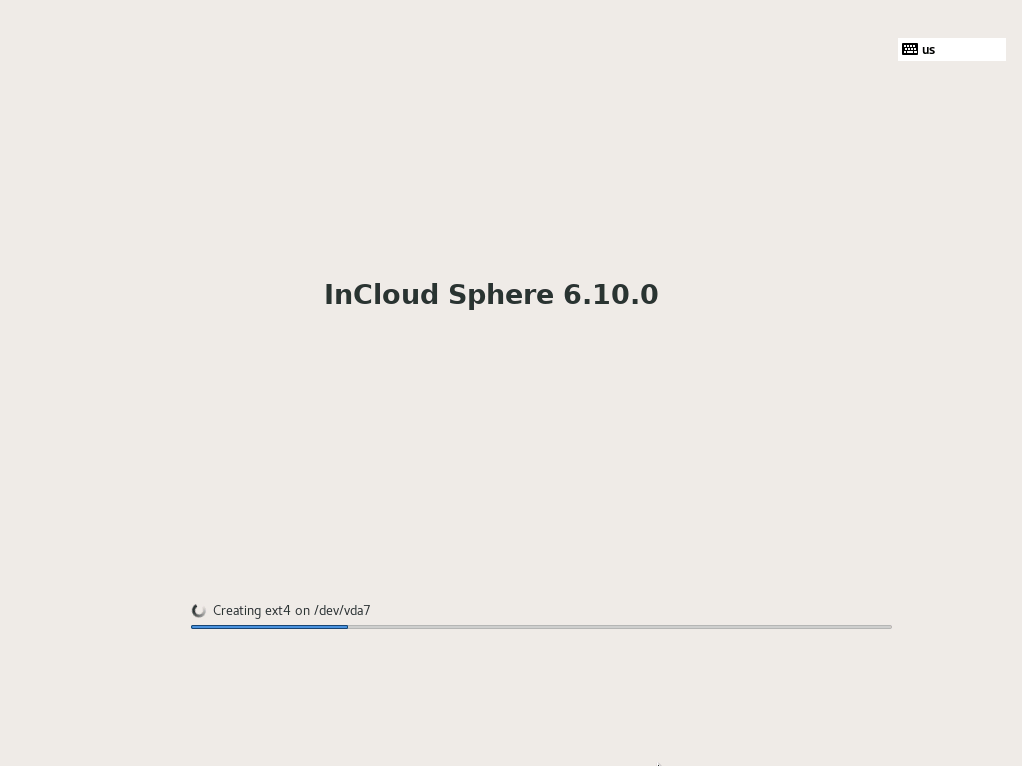 us
InCloud Sphere 6.10.0
Creating ext4 on /dev/vda7